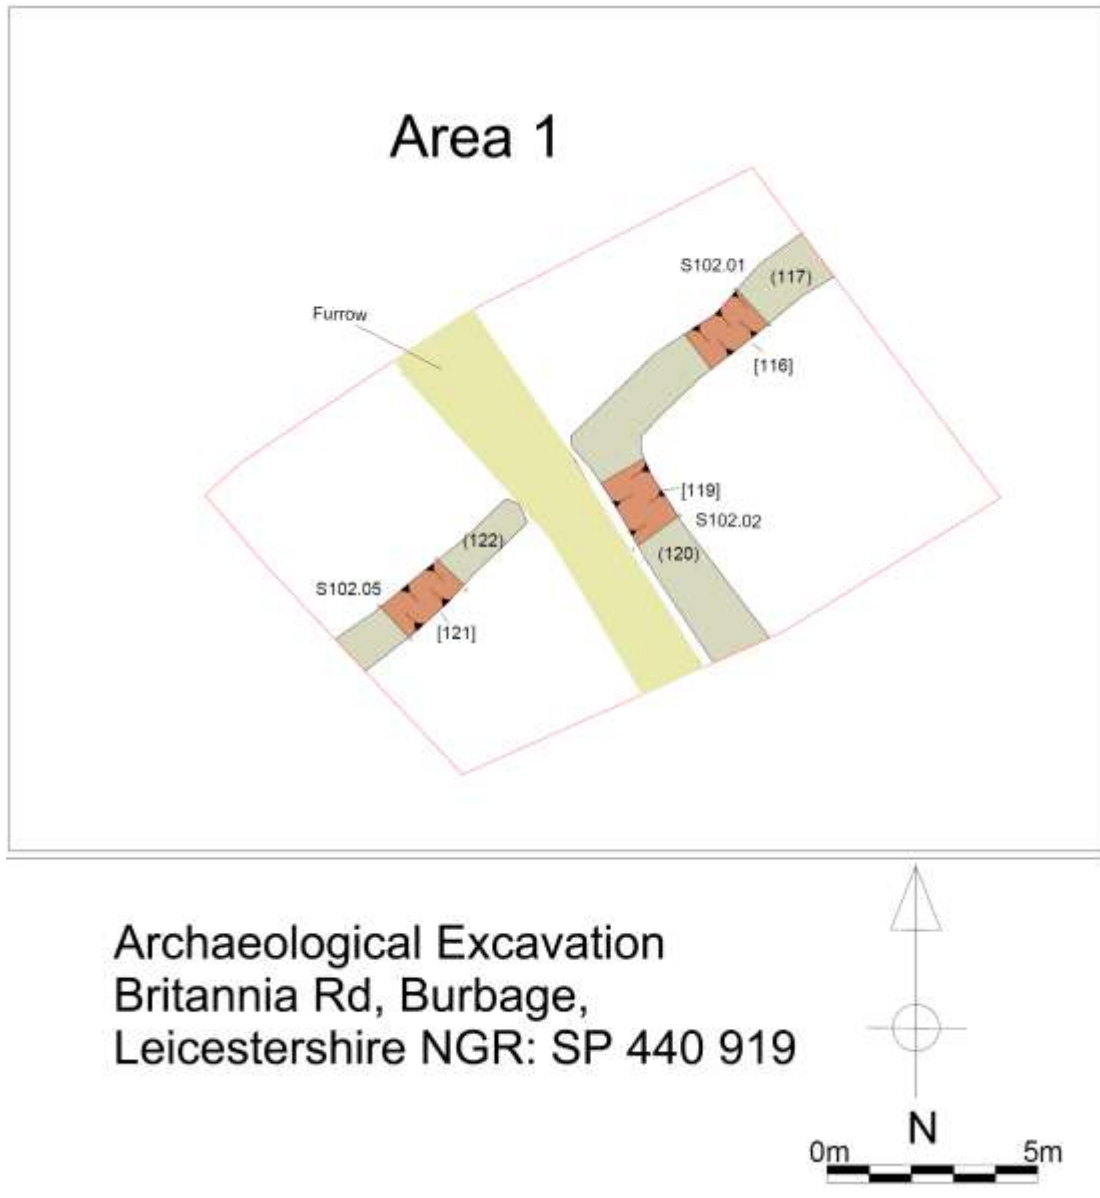 Area 1
S102.01
(117)
Furrow
[116]
[119]
S102.02
(122)
(120)
S102.05
[121]
Archaeological Excavation
Britannia Rd, Burbage,
Leicestershire NGR: SP 440 919
N
0m 5m